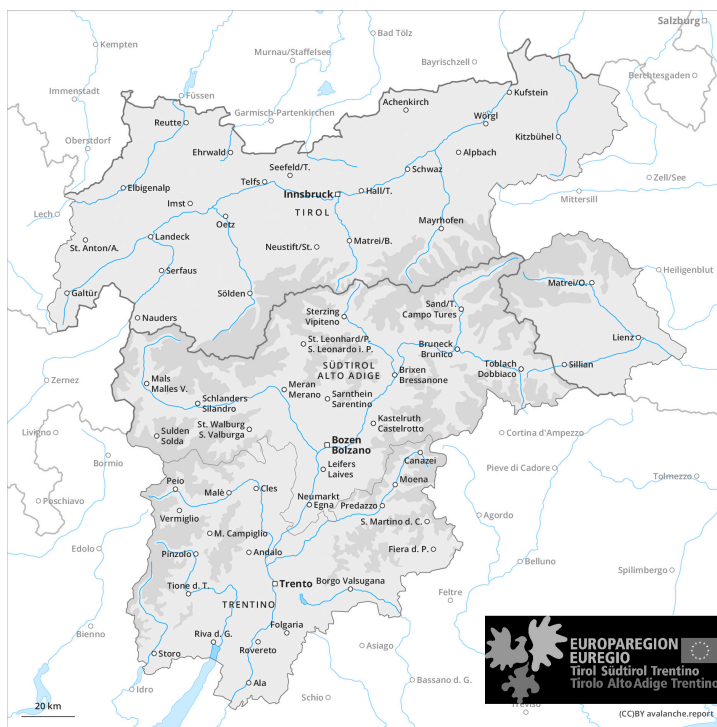 Salzburg
Kempten
Bad Tölz
Murnau/Staffelsee
Bayrischzell
Berchtesgaden
Immenstadt
Füssen
Kufstein
Garmisch-Partenkirchen
Achenkirch
Reutte
Wörgl
Oberstdorf
Kitzbühel
Ehrwald
Alpbach
Seefeld/T.
Schwaz
Telfs
Zell/See
Elbigenalp
Innsbruck
Hall/T.
Mittersill
Imst
TIROL
Lech
Oetz
Mayrhofen
St. Anton/A.
Landeck
Neustift/St.
Matrei/B.
Serfaus
Heiligenblut
Matrei/O.
Galtür
Sölden
Sand/T.
Campo Tures
Nauders
Sterzing
Vipiteno
Lienz
St. Leonhard/P.
S. Leonardo i. P.
Bruneck
Brunico
SÜDTIROL
ALTO ADIGE
Brixen
Bressanone
Toblach
Dobbiaco
Sillian
Zernez
Mals
Malles V.
Meran
Merano
Sarnthein
Sarentino
Schlanders
Silandro
Kastelruth
Castelrotto
St. Walburg
S. Valburga
Livigno
Sulden
Solda
Bozen
Bolzano
Cortina d'Ampezzo
Bormio
Canazei
Leifers
Laives
Pieve di Cadore
Tolmezzo
Peio
Moena
Malè
Cles
Neumarkt
Egna
Predazzo
Poschiavo
Vermiglio
S. Martino d. C.
Agordo
M. Campiglio
Edolo
Pinzolo
Andalo
Fiera d. P.
Belluno
Spilimbergo
Tione d. T.
Trento
Borgo Valsugana
Feltre
TRENTINO
Bienno
Folgaria
Riva d. G.
Rovereto
Asiago
Storo
Ala
Idro
Schio
Bassano d. G.
Treviso
EUROPAREGION
EUREGIO
Tirol Südtirol Trentino
Tirolo AltoAdige Trentino
20 km
(CC)BY avalanche.report